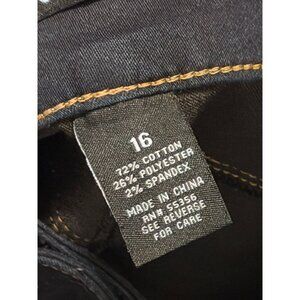 16
72% COTTON
26% POLYESTER
2% SPANDEX
MADE IN CHINA
RN# 55356
SEE REVERSE
FOR CARE